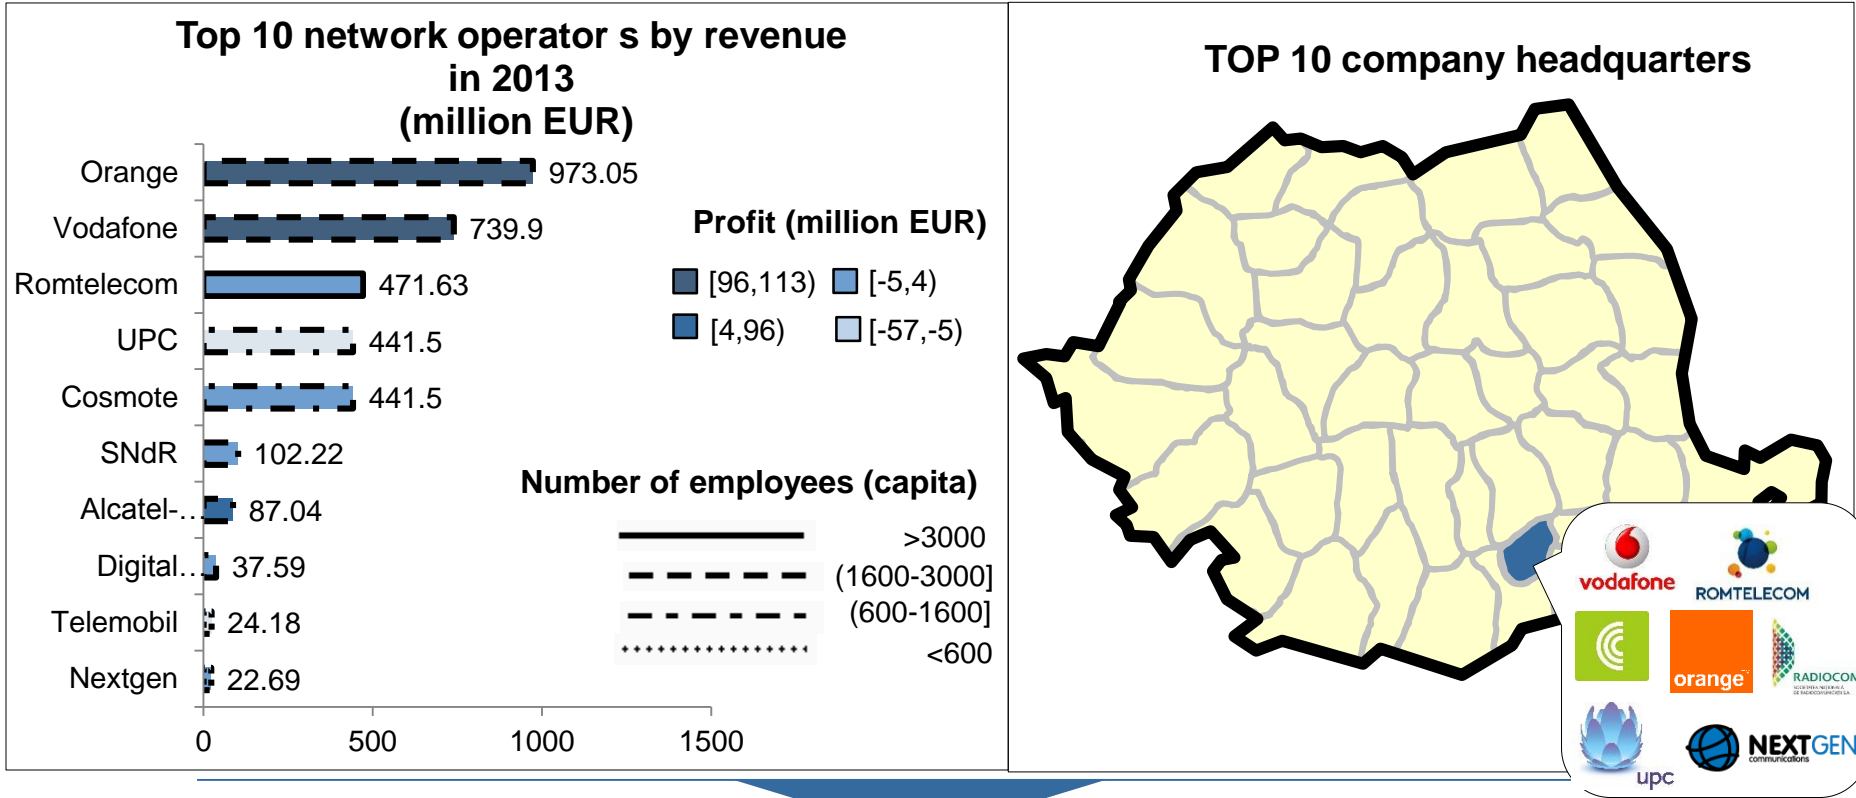 Top 10 network operator s by revenue
in 2013
(million EUR)
Orange
973.05
Vodafone
739.9
Romtelecom
471.63
UPC
441.5
Cosmote
441.5
SNdR
102.22
Alcatel-…
87.04
Digital…
37.59
Telemobil
24.18
Nextgen
22.69
0
500
1000
1500
Profit (million EUR)
[96,113)
[-5,4)
[4,96)
[-57,-5)
Number of employees (capita)
>3000
(1600-3000]
(600-1600]
<600
TOP 10 company headquarters
vodafone
ROMTELECOM
orange™
RADIOCOM
upc
NEXTGEN
communications